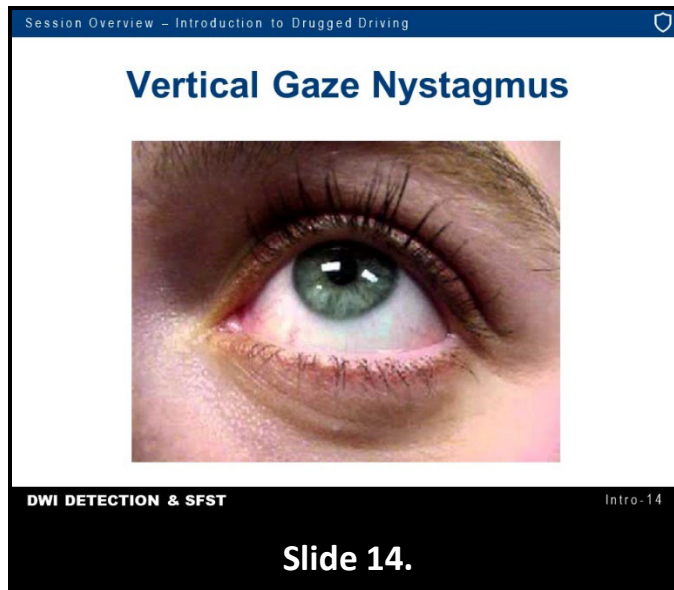 Session Overview – Introduction to Drugged Driving
Vertical Gaze Nystagmus
DWI DETECTION & SFST
Intro-14
Slide 14.